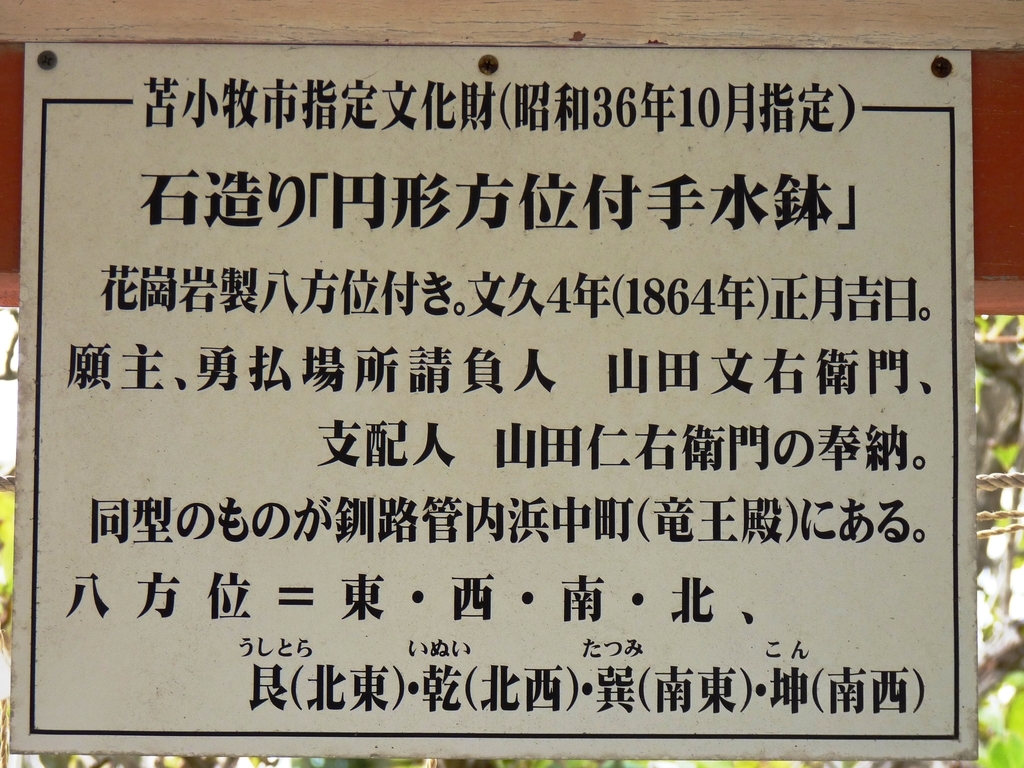 苫小牧市指定文化財(昭和36年10月指定)
石造り「円形方位付手水鉢」
花崗岩製八方位付き。文久4年(1864年)正月吉日。
願主、勇払場所請負人 山田文右衛門、
支配人 山田仁右衛門の奉納。
同型のものが釧路管内浜中町(竜王殿)にある。
八方位=東・西・南・北、
うしとら いぬい たつみ こん
艮(北東)・乾(北西)・巽(南東)・坤(南西)